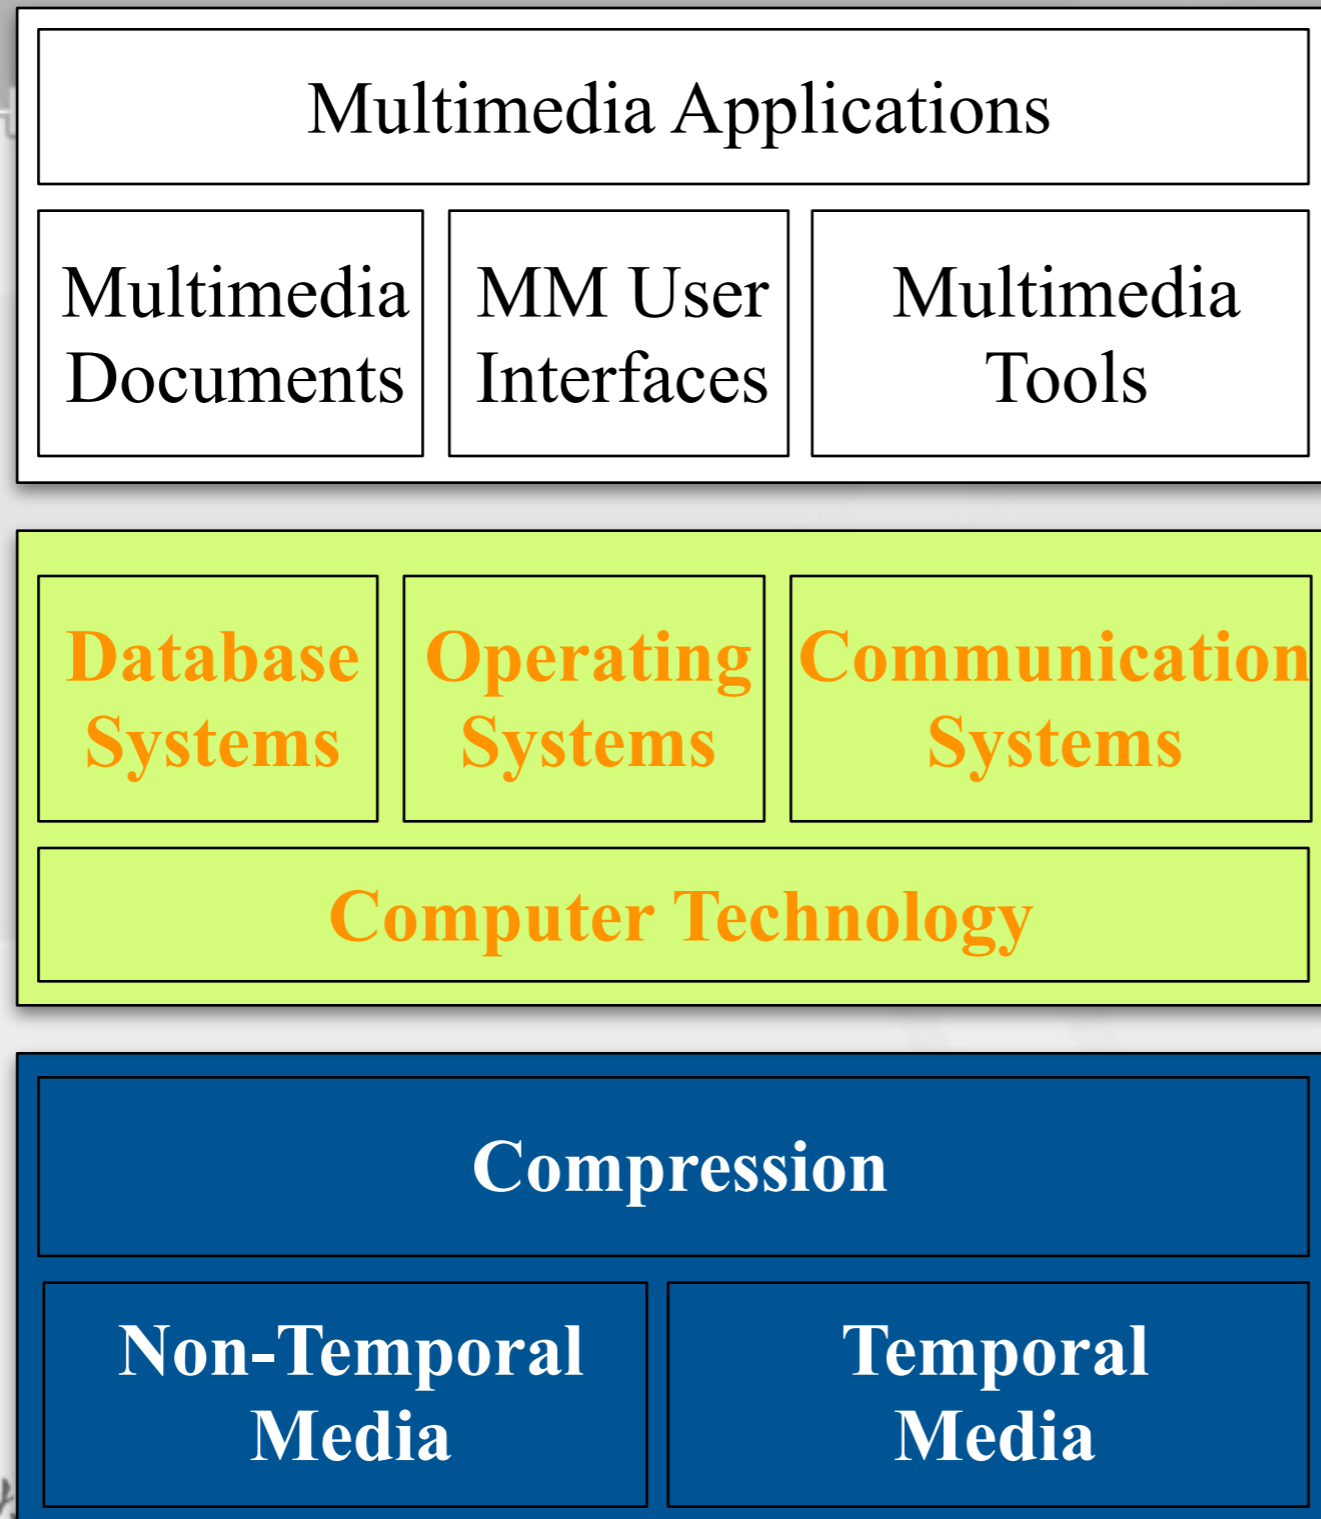 Multimedia Applications
Multimedia
Documents
MM User
Interfaces
Multimedia
Tools
Database
Systems
Operating
Systems
Communication
Systems
Computer Technology
Compression
Non-Temporal
Media
Temporal
Media